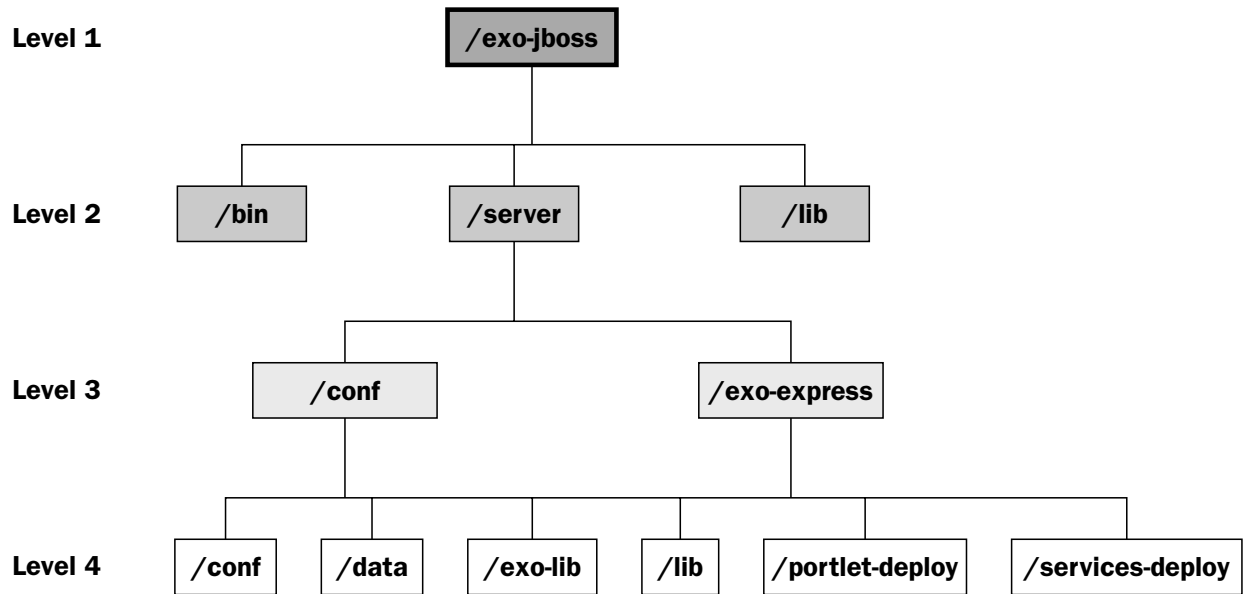 Level 1 /exo-jboss
Level 2 /bin /server /lib
Level 3 /conf /exo-express
Level 4 /conf /data /exo-lib /lib /portlet-deploy /services-deploy